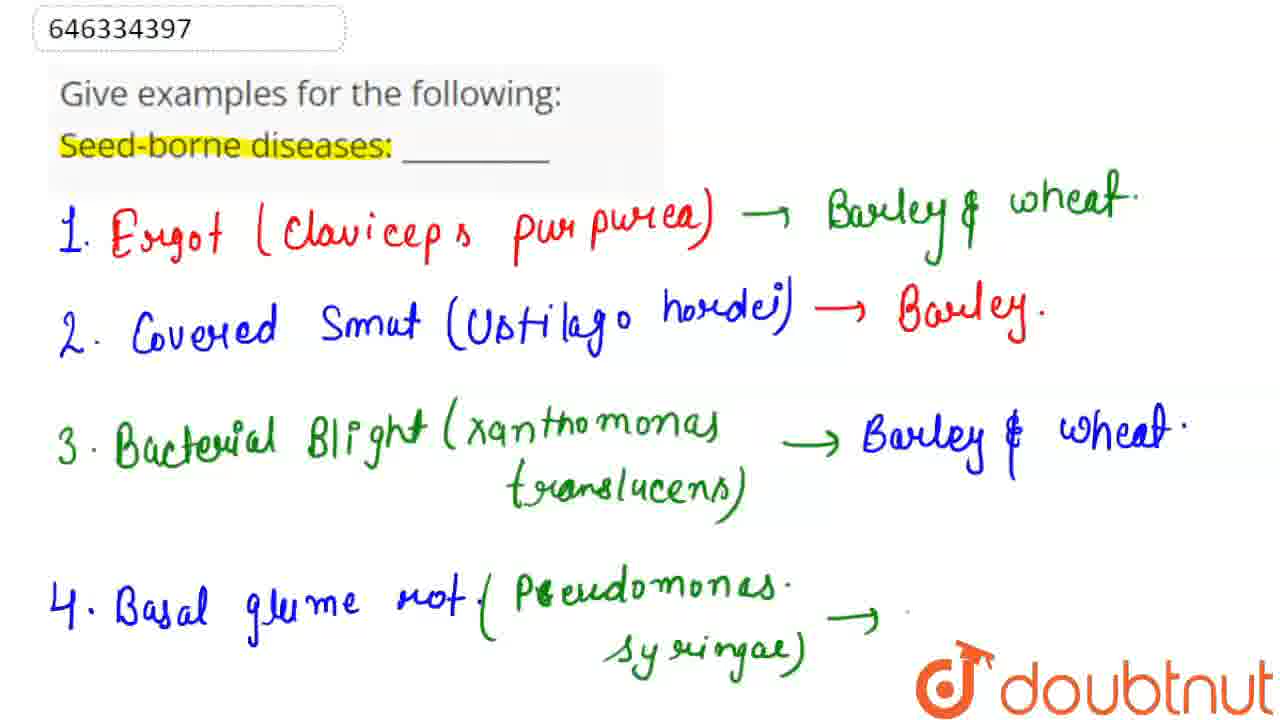 646334397
Give examples for the following:
Seed-borne diseases: __________
1. Ergot (Claviceps purpurea) → Barley & wheat.
2. Covered Smut (Ustilago hordei) → Barley.
3. Bacterial Blight (Xanthomonas → Barley & wheat.
translucens)
4. Basal glume rot. (Pseudomonas. →
syringae)
doubtnut